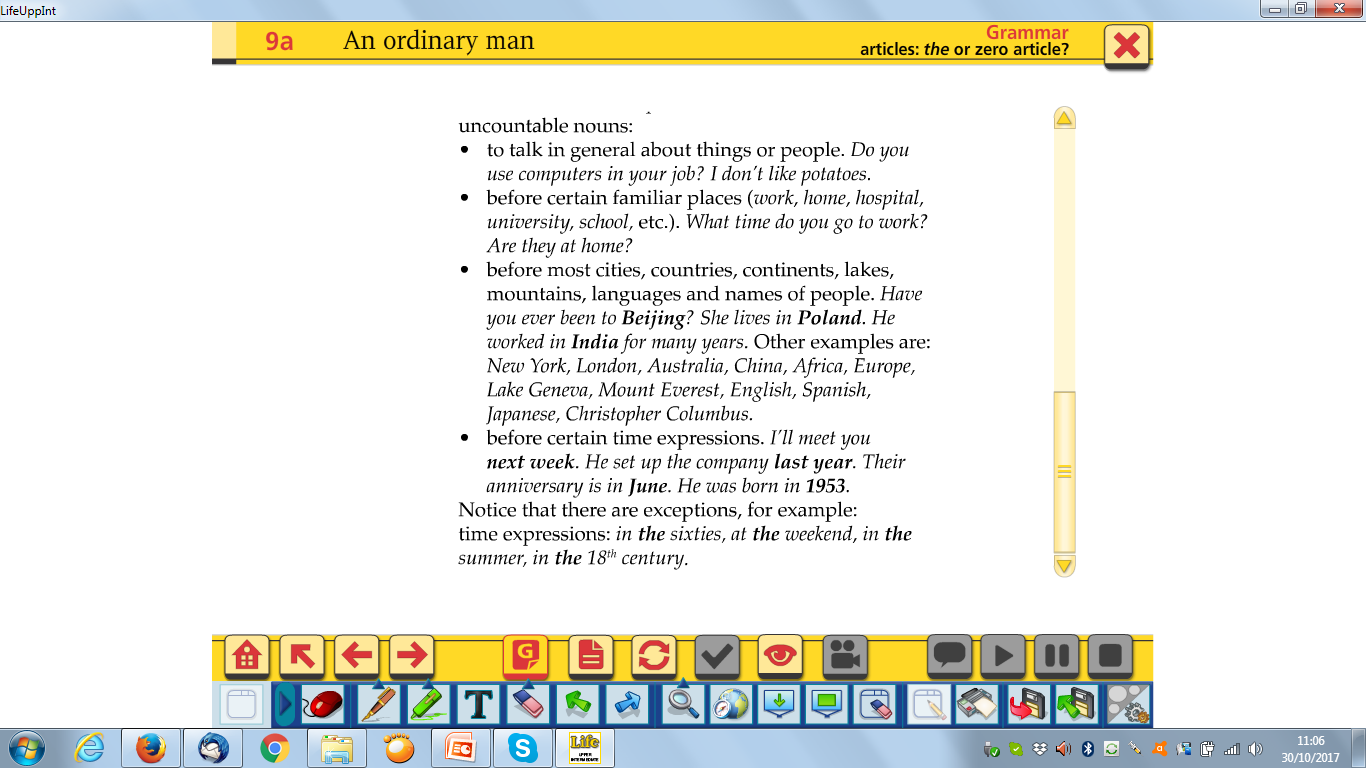 LifeUppInt
9a An ordinary man
Grammar
articles: the or zero article?
uncountable nouns:
• to talk in general about things or people. Do you
use computers in your job? I don't like potatoes.
• before certain familiar places (work, home, hospital,
university, school, etc.). What time do you go to work?
Are they at home?
• before most cities, countries, continents, lakes,
mountains, languages and names of people. Have
you ever been to Beijing? She lives in Poland. He
worked in India for many years. Other examples are:
New York, London, Australia, China, Africa, Europe,
Lake Geneva, Mount Everest, English, Spanish,
Japanese, Christopher Columbus.
• before certain time expressions. I'll meet you
next week. He set up the company last year. Their
anniversary is in June. He was born in 1953.
Notice that there are exceptions, for example:
time expressions: in the sixties, at the weekend, in the
summer, in the 18th century.
G
T
Life
UPPER
INTERMEDIATE
11:06
30/10/2017